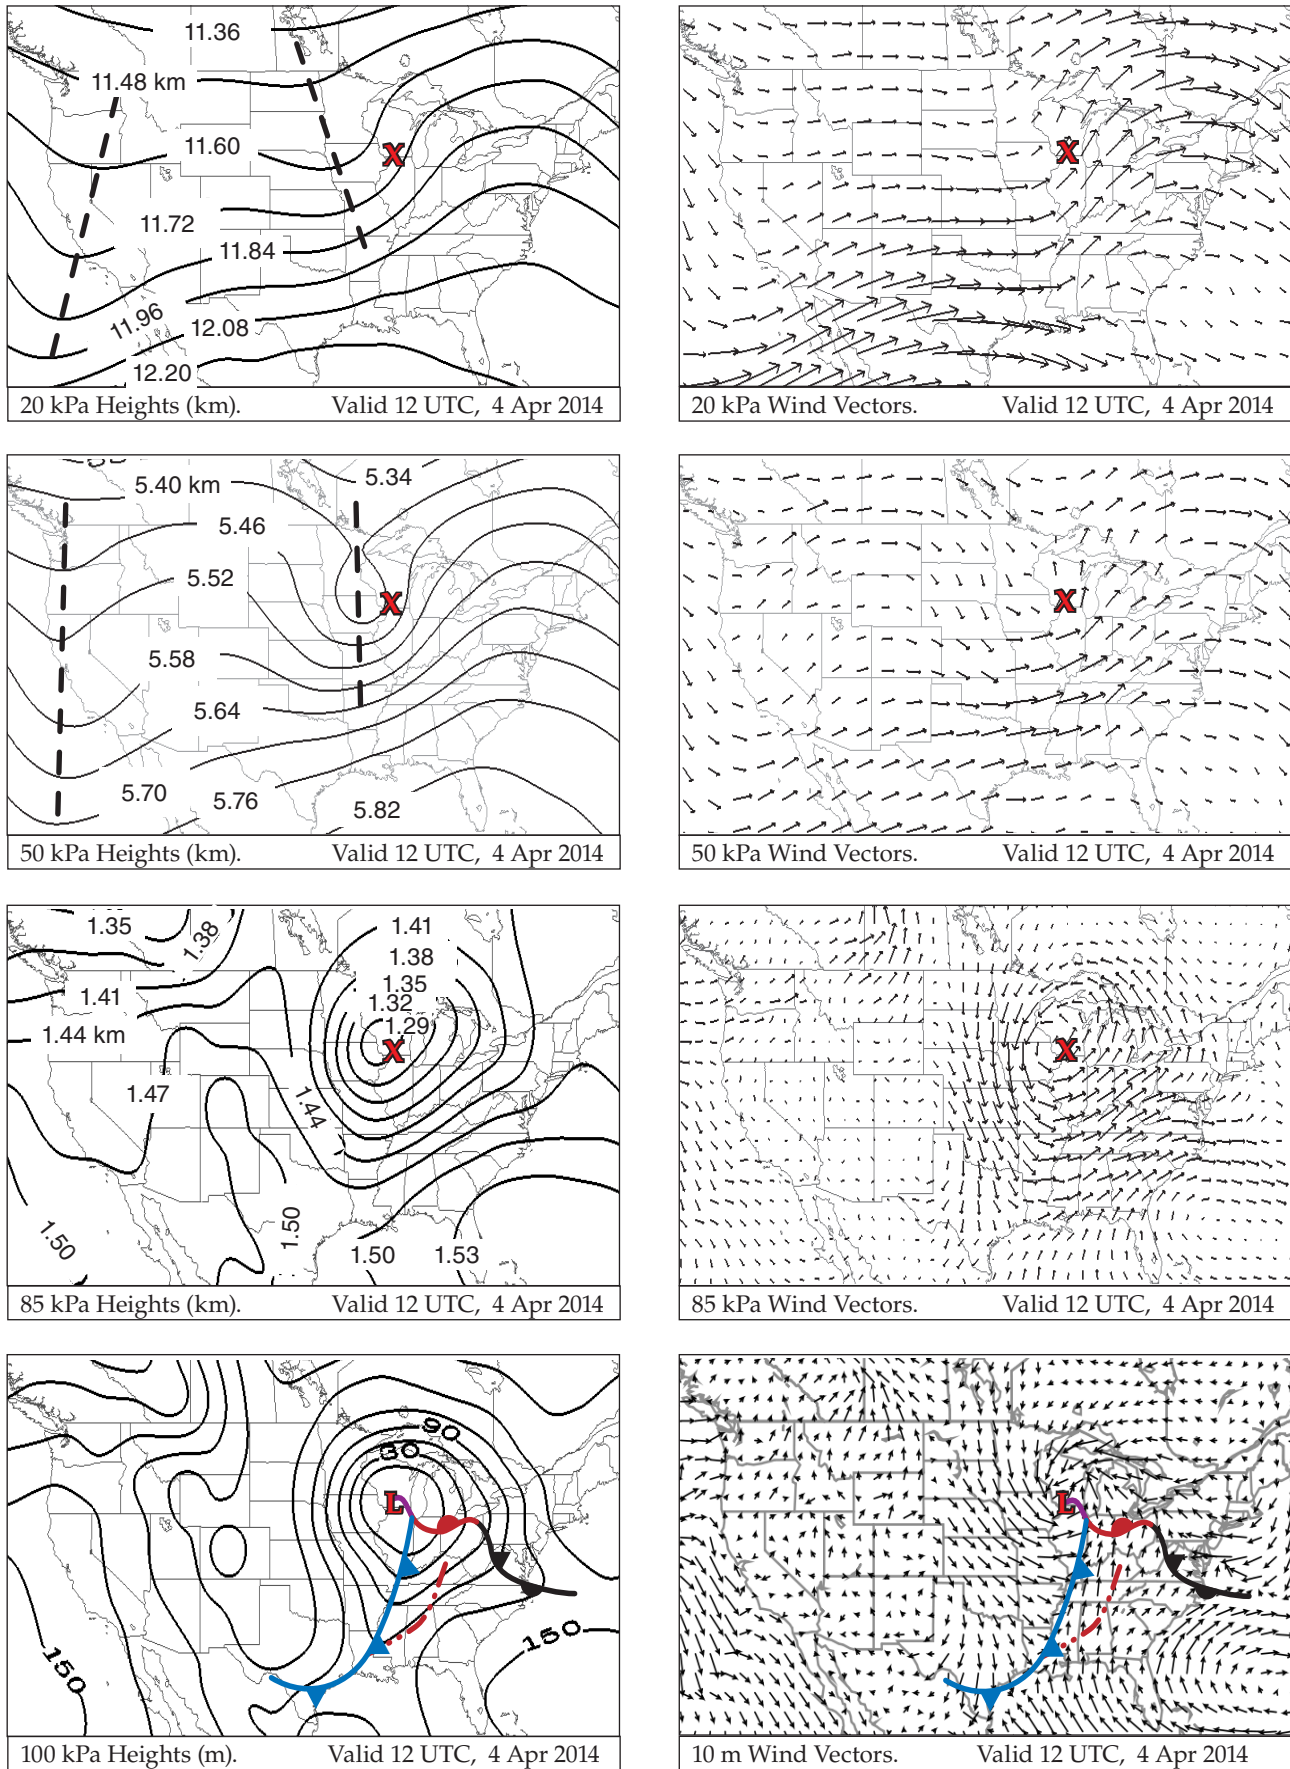 11.36
11.48 km
11.60
11.72
11.84
11.96
12.08
12.20
X
20 kPa Heights (km). Valid 12 UTC, 4 Apr 2014
X
20 kPa Wind Vectors. Valid 12 UTC, 4 Apr 2014
5.40 km
5.34
5.46
5.52
5.58
5.64
5.70
5.76
5.82
X
50 kPa Heights (km). Valid 12 UTC, 4 Apr 2014
X
50 kPa Wind Vectors. Valid 12 UTC, 4 Apr 2014
1.35
1.38
1.41
1.38
1.35
1.32
1.29
1.41
1.44 km
1.47
1.44
1.50
1.50
1.50
1.53
X
85 kPa Heights (km). Valid 12 UTC, 4 Apr 2014
X
85 kPa Wind Vectors. Valid 12 UTC, 4 Apr 2014
90
30
L
150
150
100 kPa Heights (m). Valid 12 UTC, 4 Apr 2014
L
10 m Wind Vectors. Valid 12 UTC, 4 Apr 2014